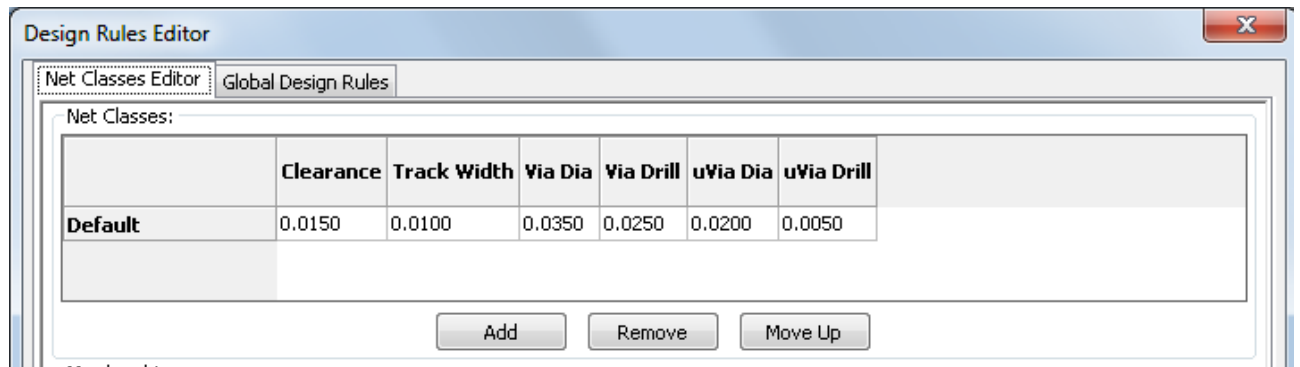 Design Rules Editor
Net Classes Editor Global Design Rules
Net Classes:
Clearance Track Width Via Dia Via Drill uVia Dia uVia Drill
Default 0.0150 0.0100 0.0350 0.0250 0.0200 0.0050
Add Remove Move Up